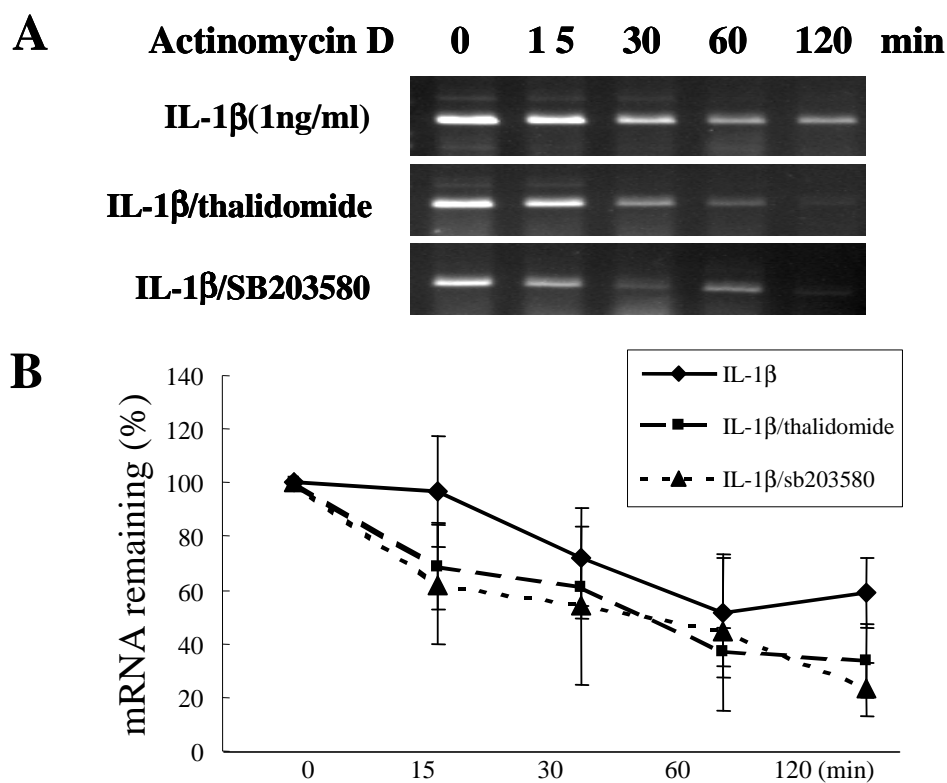 A
Actinomycin D 0 1 5 30 60 120 min
IL-1β(1ng/ml)
IL-1β/thalidomide
IL-1β/SB203580
B
mRNA remaining (%)
140
120
100
80
60
40
20
0
0 15 30 60 120 (min)
IL-1β
IL-1β/thalidomide
IL-1β/sb203580